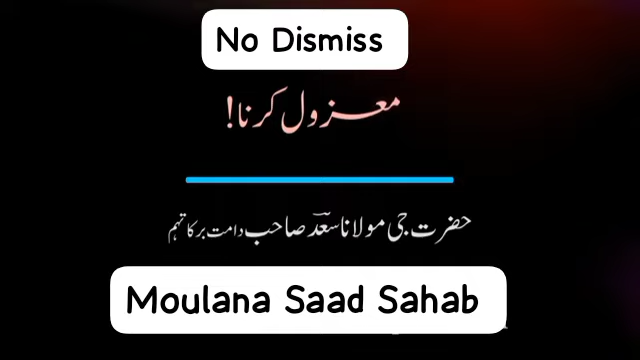 No Dismiss
معزول کرنا!
حضرت جی مولانا سعد صاحب دامت برکاتہم
Moulana Saad Sahab